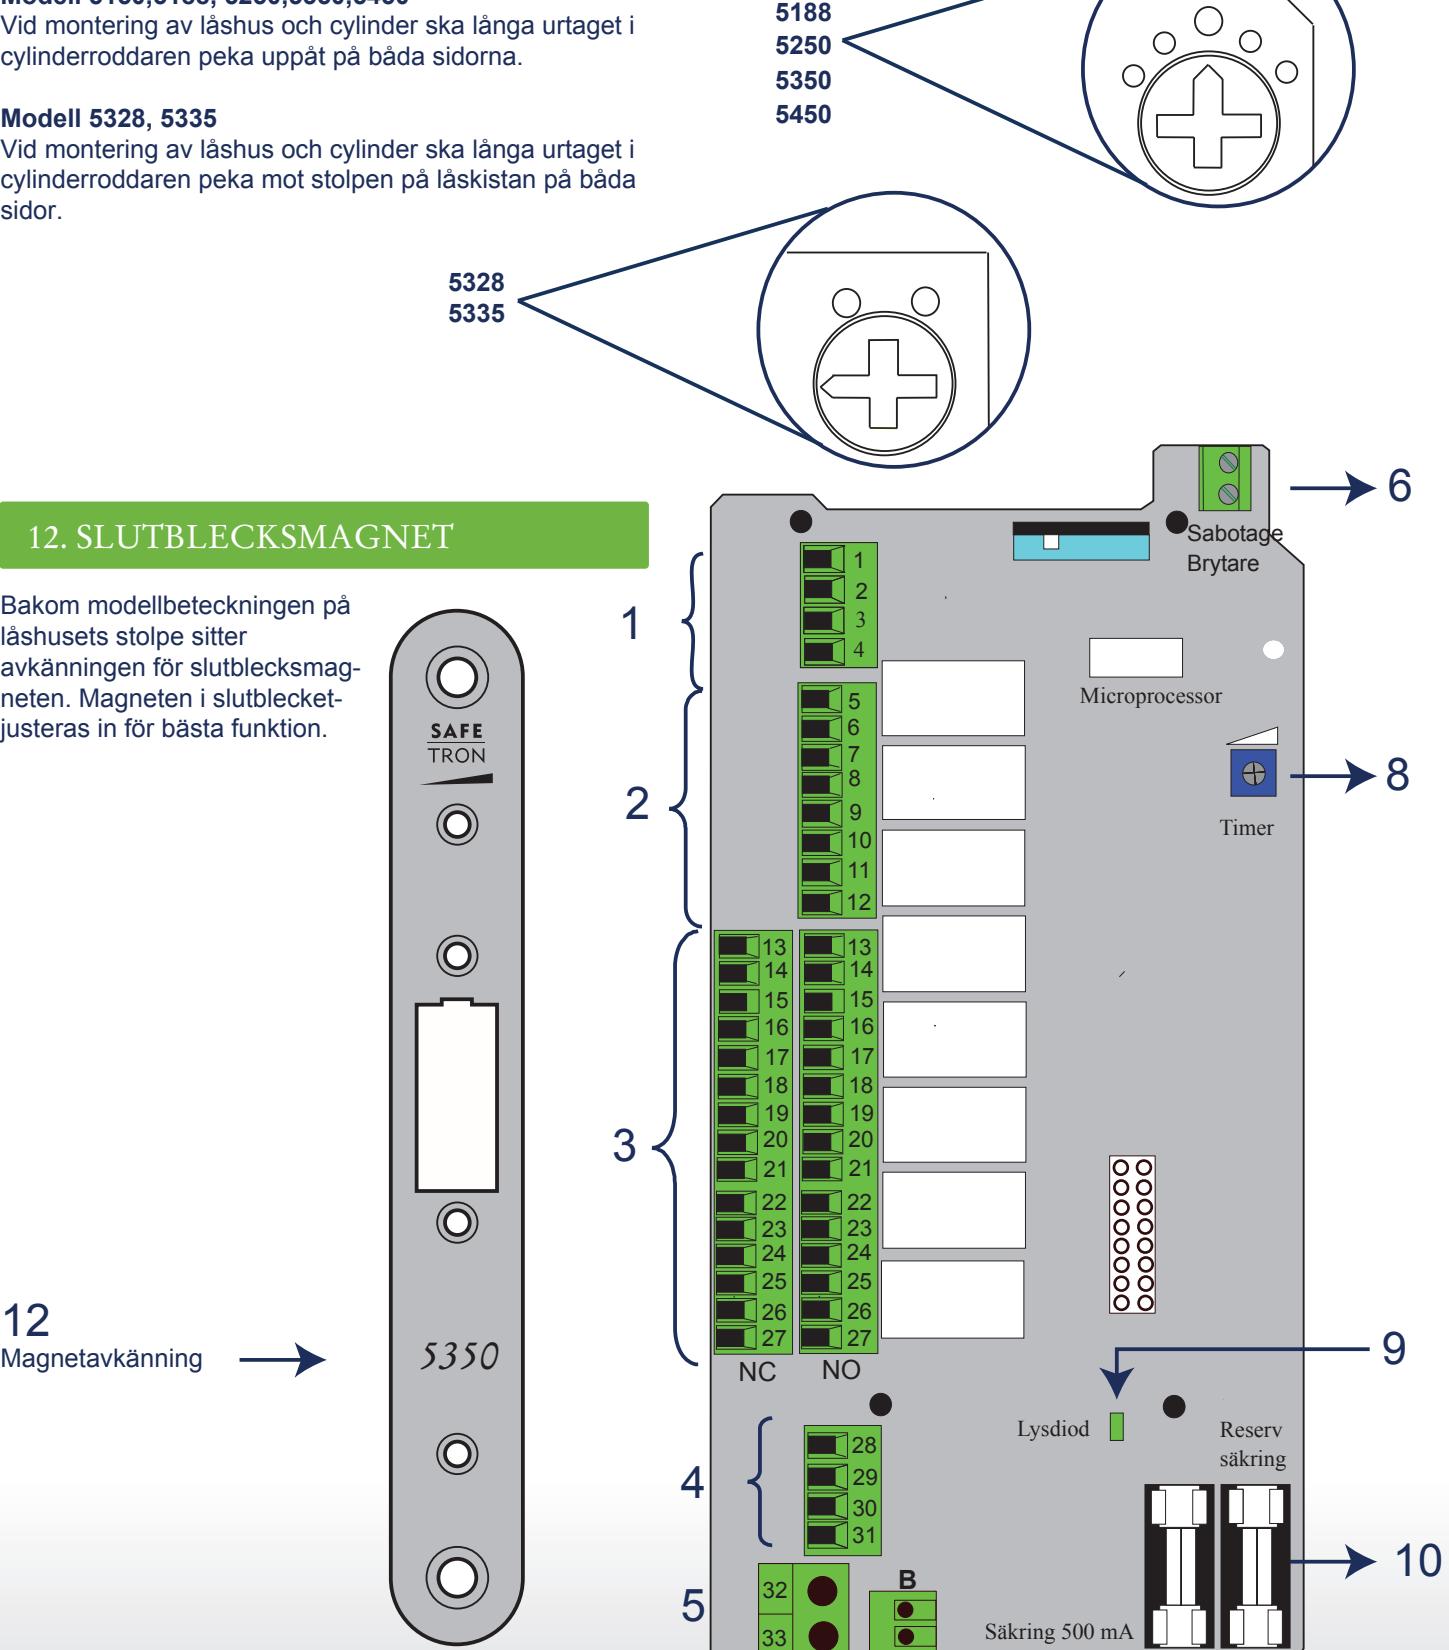 Vid montering av låshus och cylinder ska långa urtaget i
cylinderroddaren peka uppåt på båda sidorna.
Modell 5328, 5335
Vid montering av låshus och cylinder ska långa urtaget i
cylinderroddaren peka mot stolpen på låskistan på båda
sidor.
5188
5250
5350
5450
5328
5335
12. SLUTBLECKSMAGNET
Bakom modellbeteckningen på
låshusets stolpe sitter
avkänningen för slutblecksmag-
neten. Magneten i slutblecket-
justeras in för bästa funktion.
SAFE
TRON
5350
12
Magnetavkänning
6
Sabotage
Brytare
1
1
2
3
4
Microprocessor
2
5
6
7
8
9
10
11
12
8
Timer
3
13 13
14 14
15 15
16 16
17 17
18 18
19 19
20 20
21 21
22 22
23 23
24 24
25 25
26 26
27 27
NC NO
9
Lysdiod
Reserv
säkring
4
28
29
30
31
10
5
32
33
B
Säkring 500 mA